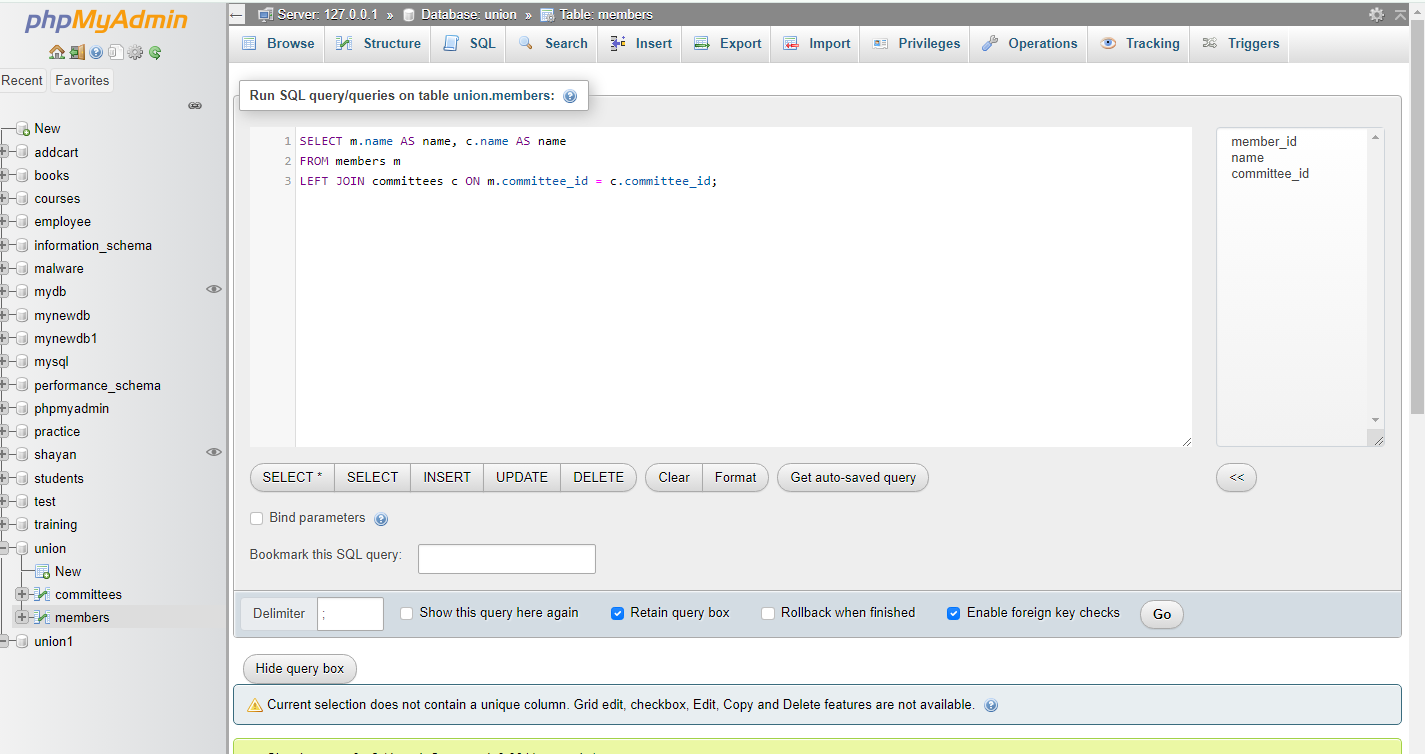 phpMyAdmin
Server: 127.0.0.1 » Database: union » Table: members
Browse Structure SQL Search Insert Export Import Privileges Operations Tracking Triggers
Recent Favorites
New
addcart
books
courses
employee
information_schema
malware
mydb
mynewdb
mynewdb1
mysql
performance_schema
phpmyadmin
practice
shayan
students
test
training
union
New
committees
members
union1
Run SQL query/queries on table union.members:
1 SELECT m.name AS name, c.name AS name
2 FROM members m
3 LEFT JOIN committees c ON m.committee_id = c.committee_id;
member_id
name
committee_id
SELECT * SELECT INSERT UPDATE DELETE Clear Format Get auto-saved query <<
Bind parameters
Bookmark this SQL query:
Delimiter ; Show this query here again Retain query box Rollback when finished Enable foreign key checks Go
Hide query box
Current selection does not contain a unique column. Grid edit, checkbox, Edit, Copy and Delete features are not available.